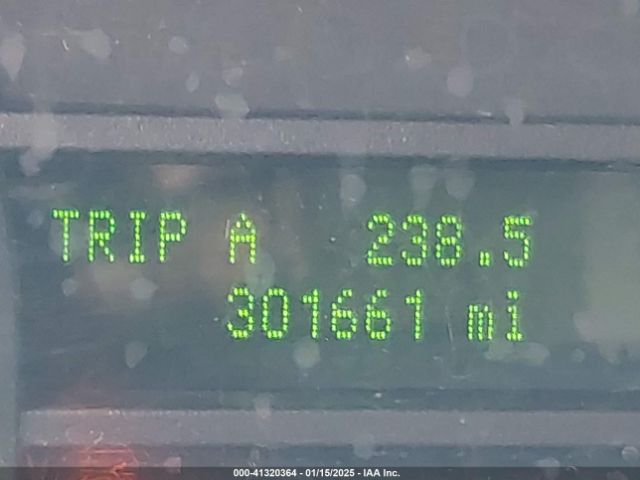 TRIP A 238.5
301661 mi
000-41320364 - 01/15/2025 - IAA Inc.